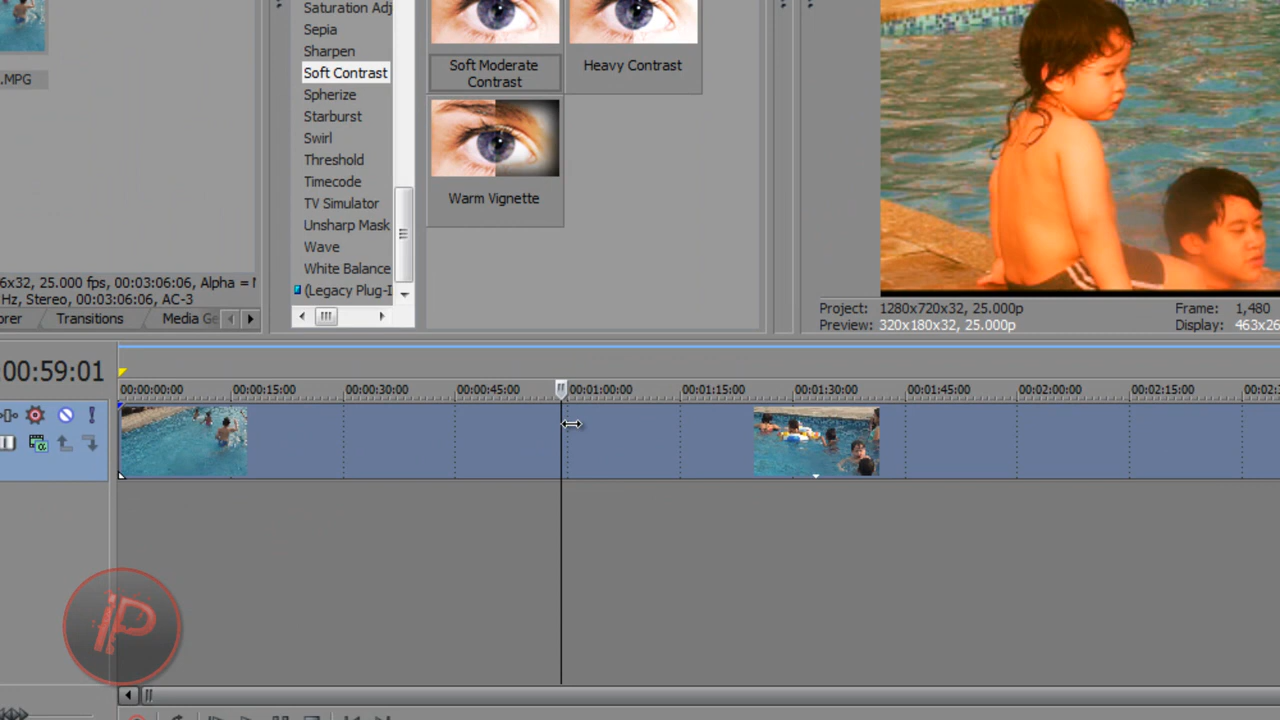 Saturation Adj
Sepia
Sharpen
Soft Contrast
Spherize
Starburst
Swirl
Threshold
Timecode
TV Simulator
Unsharp Mask
Wave
White Balance
(Legacy Plug-I
Soft Moderate
Contrast
Heavy Contrast
Warm Vignette
.MPG
6x32, 25.000 fps, 00:03:06:06, Alpha =
Hz, Stereo, 00:03:06:06, AC-3
orer
Transitions
Media Ge
Project: 1280x720x32, 25.000p
Preview: 320x180x32, 25.000p
Frame: 1,480
Display: 463x26
00:59:01
00:00:00:00 00:00:15:00 00:00:30:00 00:00:45:00 00:01:00:00 00:01:15:00 00:01:30:00 00:01:45:00 00:02:00:00 00:02:15:00 00:02:
iP